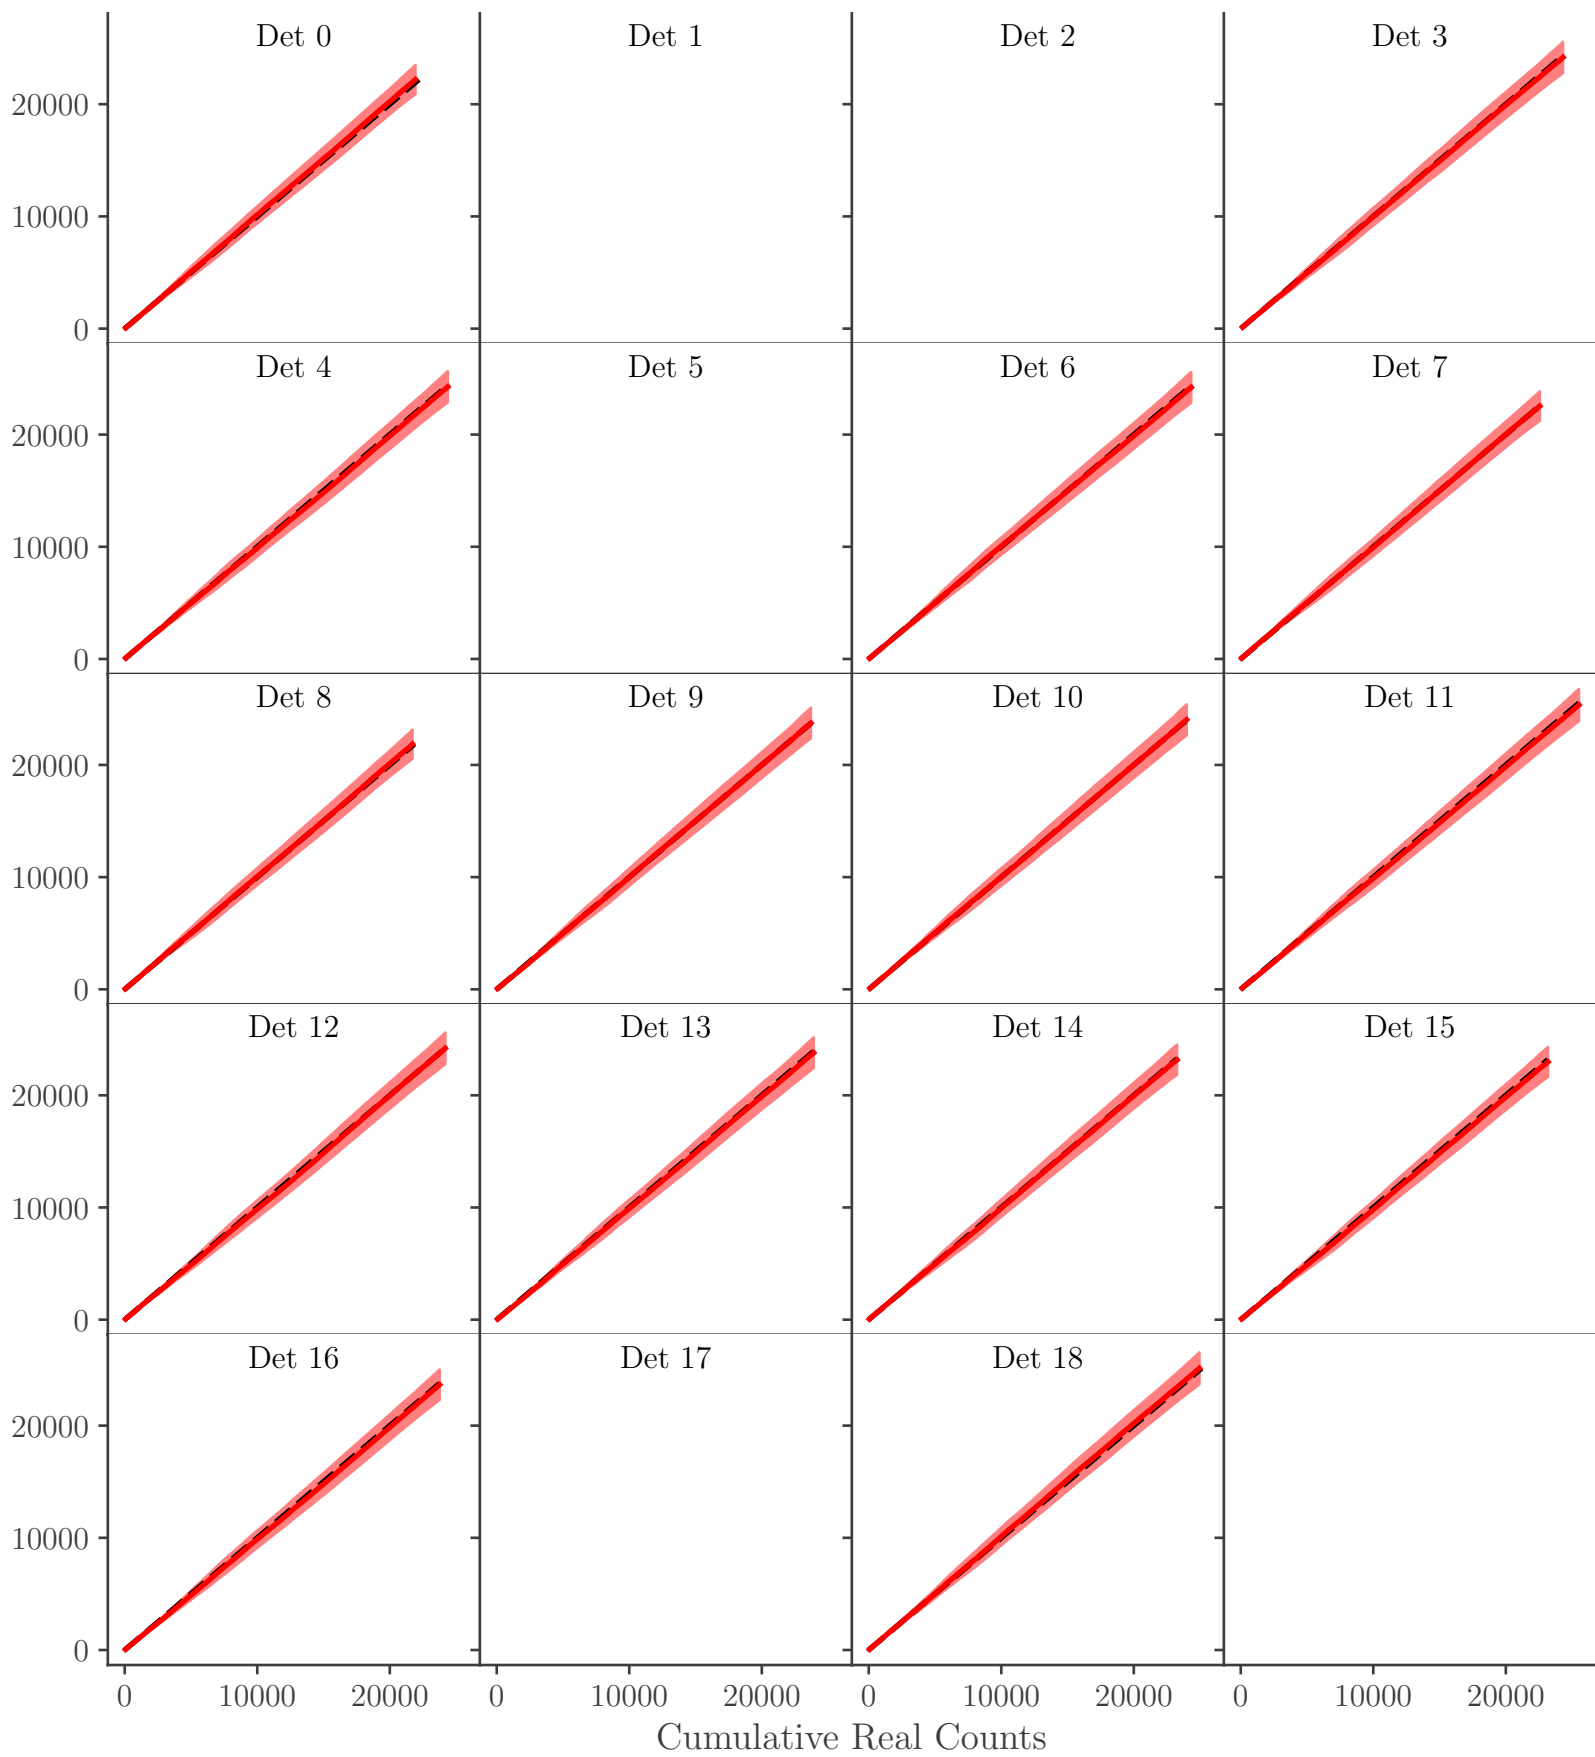 Det 0 Det 1 Det 2 Det 3
20000
10000
0
Det 4 Det 5 Det 6 Det 7
20000
10000
0
Det 8 Det 9 Det 10 Det 11
20000
10000
0
Det 12 Det 13 Det 14 Det 15
20000
10000
0
Det 16 Det 17 Det 18
20000
10000
0
0 10000 20000 0 10000 20000 0 10000 20000 0 10000 20000
Cumulative Real Counts